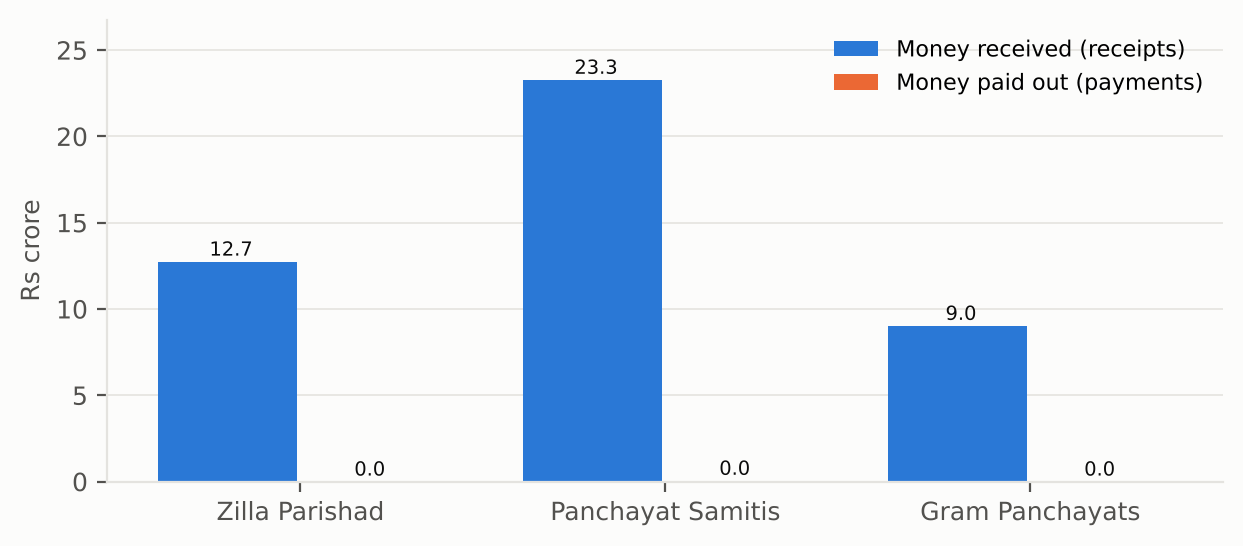 Money received (receipts)
Money paid out (payments)
Rs crore
25
20
15
10
5
0
12.7
0.0
23.3
0.0
9.0
0.0
Zilla Parishad
Panchayat Samitis
Gram Panchayats